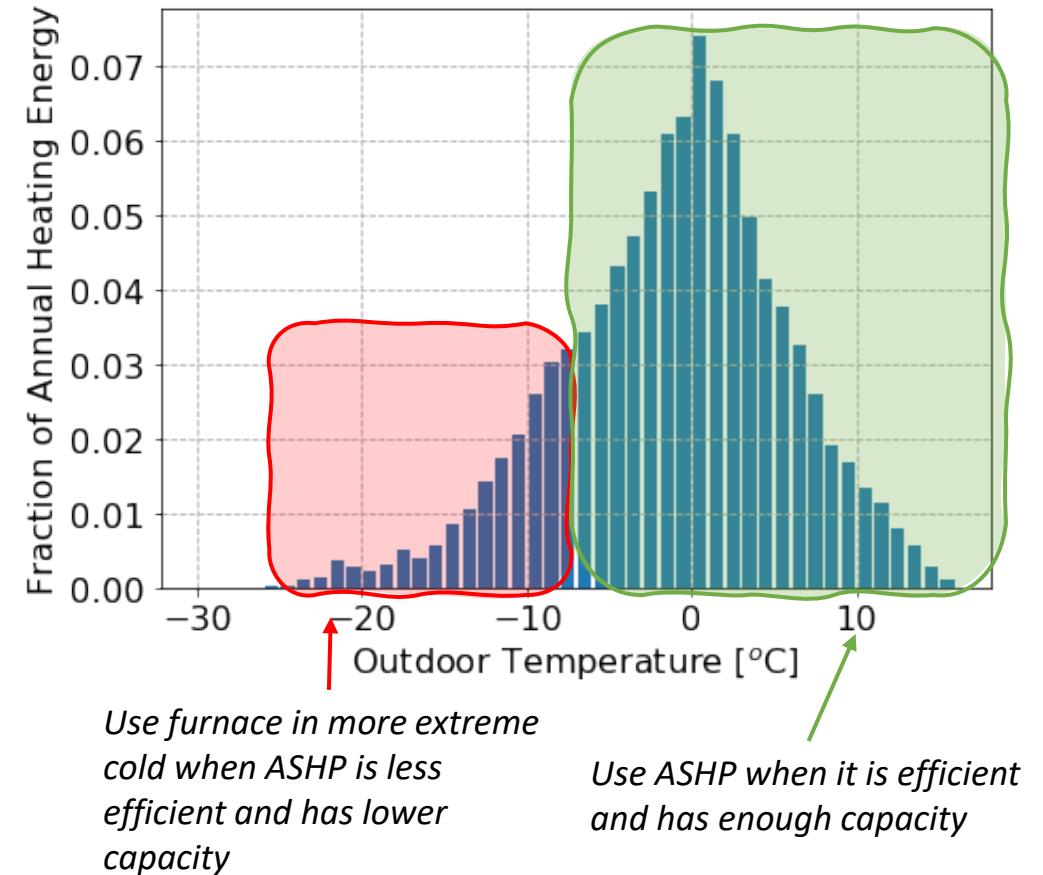 Fraction of Annual Heating Energy
0.07
0.06
0.05
0.04
0.03
0.02
0.01
0.00
−30 −20 −10 0 10
Outdoor Temperature [°C]
Use furnace in more extreme
cold when ASHP is less
efficient and has lower
capacity
Use ASHP when it is efficient
and has enough capacity